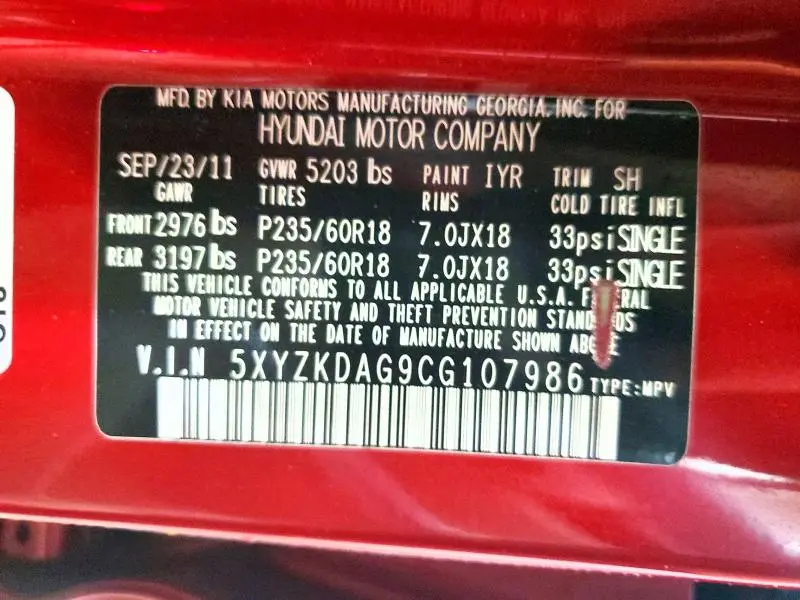 MFD. BY KIA MOTORS MANUFACTURING GEORGIA, INC. FOR
HYUNDAI MOTOR COMPANY
SEP/23/11 GVWR 5203 lbs PAINT IYR TRIM SH
GAWR TIRES RIMS COLD TIRE INFL
FRONT 2976 lbs P235/60R18 7.0JX18 33psi SINGLE
REAR 3197 lbs P235/60R18 7.0JX18 33psi SINGLE
THIS VEHICLE CONFORMS TO ALL APPLICABLE U.S.A. FEDERAL
MOTOR VEHICLE SAFETY AND THEFT PREVENTION STANDARDS
IN EFFECT ON THE DATE OF MANUFACTURE SHOWN ABOVE
V.I.N 5XYZKDAG9CG107986 TYPE:MPV